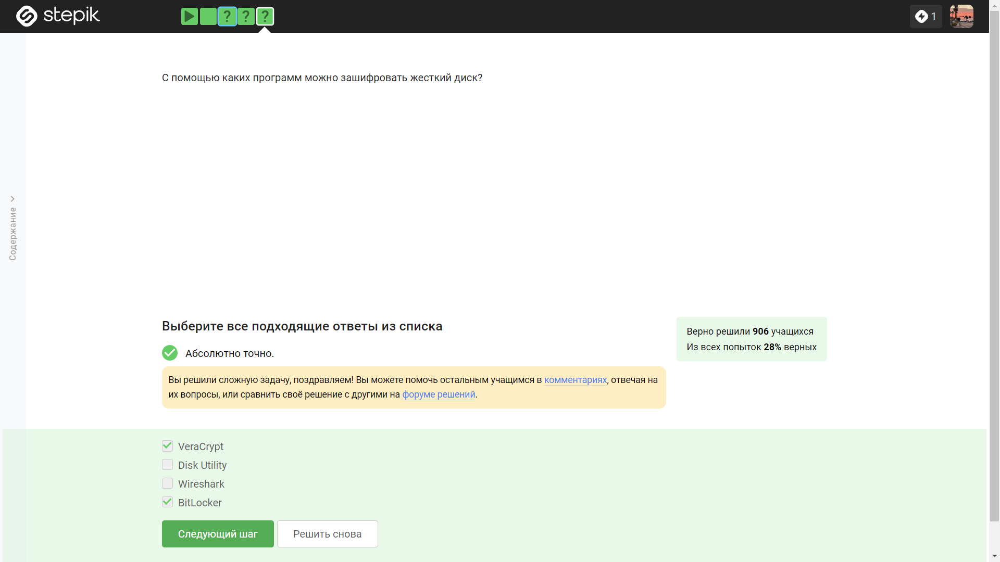 stepik
? ? ?
1
Содержание
С помощью каких программ можно зашифровать жесткий диск?
Выберите все подходящие ответы из списка
Абсолютно точно.
Вы решили сложную задачу, поздравляем! Вы можете помочь остальным учащимся в комментариях, отвечая на
их вопросы, или сравнить своё решение с другими на форуме решений.
Верно решили 906 учащихся
Из всех попыток 28% верных
VeraCrypt
Disk Utility
Wireshark
BitLocker
Следующий шаг
Решить снова